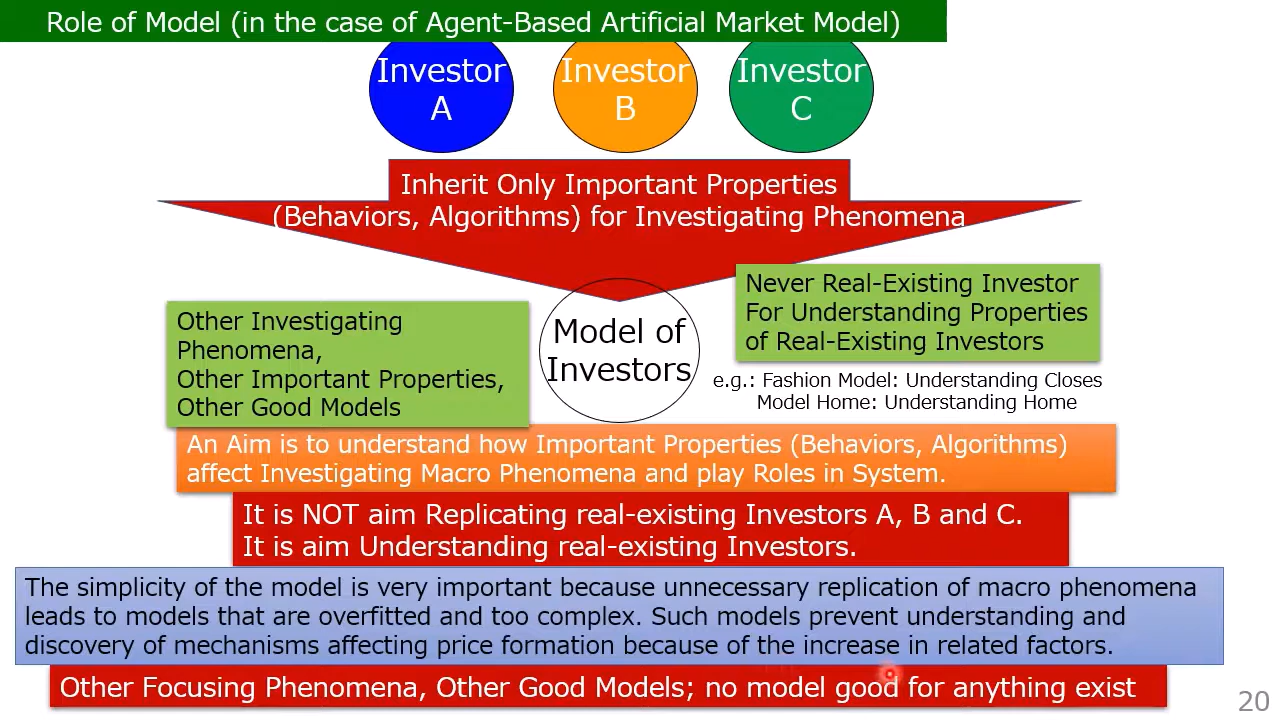 Role of Model (in the case of Agent-Based Artificial Market Model)
Investor
A
Investor
B
Investor
C
Inherit Only Important Properties
(Behaviors, Algorithms) for Investigating Phenomena
Never Real-Existing Investor
For Understanding Properties
of Real-Existing Investors
Other Investigating
Phenomena,
Other Important Properties,
Other Good Models
Model of
Investors
e.g.: Fashion Model: Understanding Closes
Model Home: Understanding Home
An Aim is to understand how Important Properties (Behaviors, Algorithms)
affect Investigating Macro Phenomena and play Roles in System.
It is NOT aim Replicating real-existing Investors A, B and C.
It is aim Understanding real-existing Investors.
The simplicity of the model is very important because unnecessary replication of macro phenomena
leads to models that are overfitted and too complex. Such models prevent understanding and
discovery of mechanisms affecting price formation because of the increase in related factors.
Other Focusing Phenomena, Other Good Models; no model good for anything exist
20